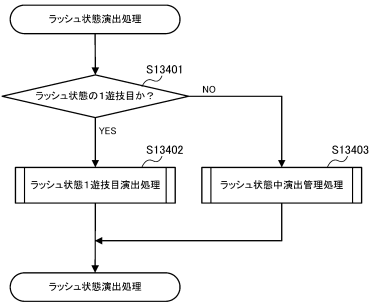 ラッシュ状態演出処理
S13401
ラッシュ状態の1遊技目か?
NO
YES
S13402
S13403
ラッシュ状態1遊技目演出処理
ラッシュ状態中演出管理処理
ラッシュ状態演出処理